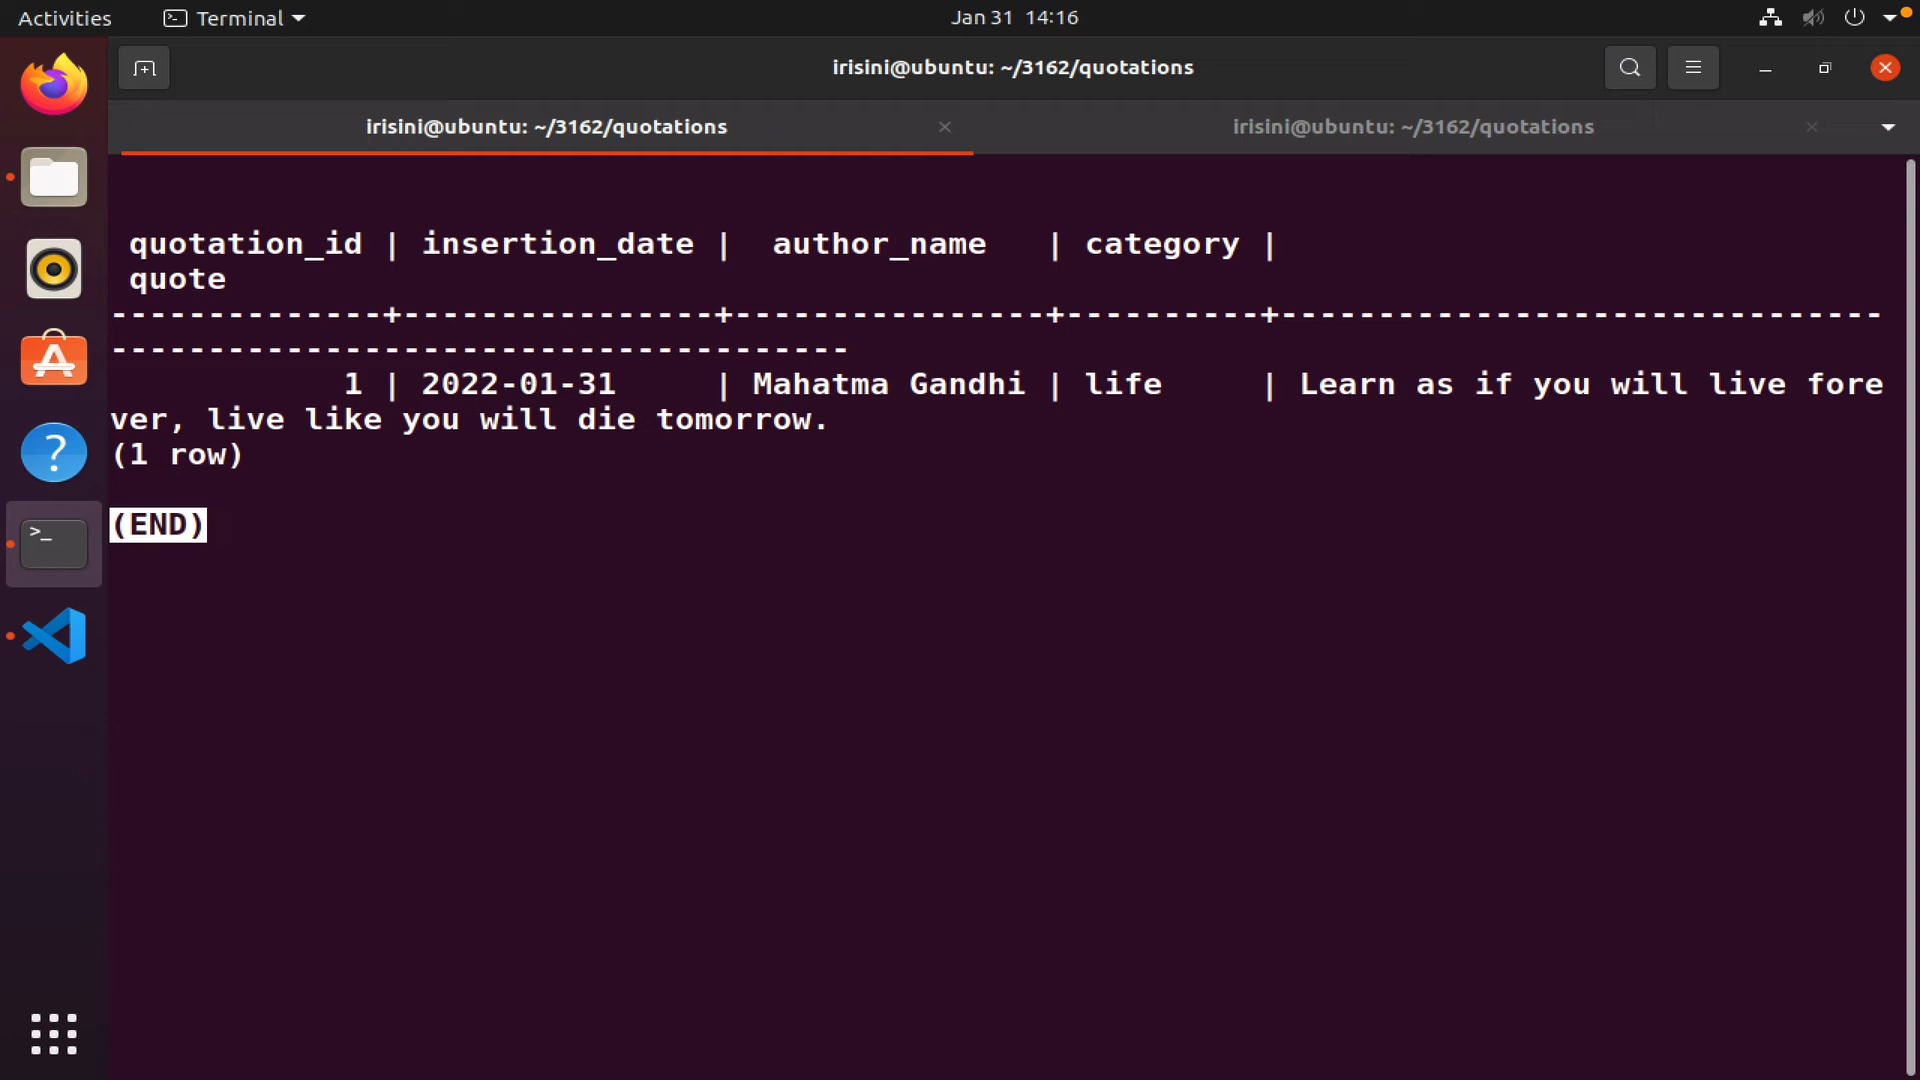 Activities Terminal Jan 31 14:16
irisini@ubuntu: ~/3162/quotations
irisini@ubuntu: ~/3162/quotations irisini@ubuntu: ~/3162/quotations
quotation_id | insertion_date | author_name | category |
quote
--------------+----------------+----------------+----------+-------------------------------
--------------------------------------
1 | 2022-01-31 | Mahatma Gandhi | life | Learn as if you will live fore
ver, live like you will die tomorrow.
(1 row)
(END)